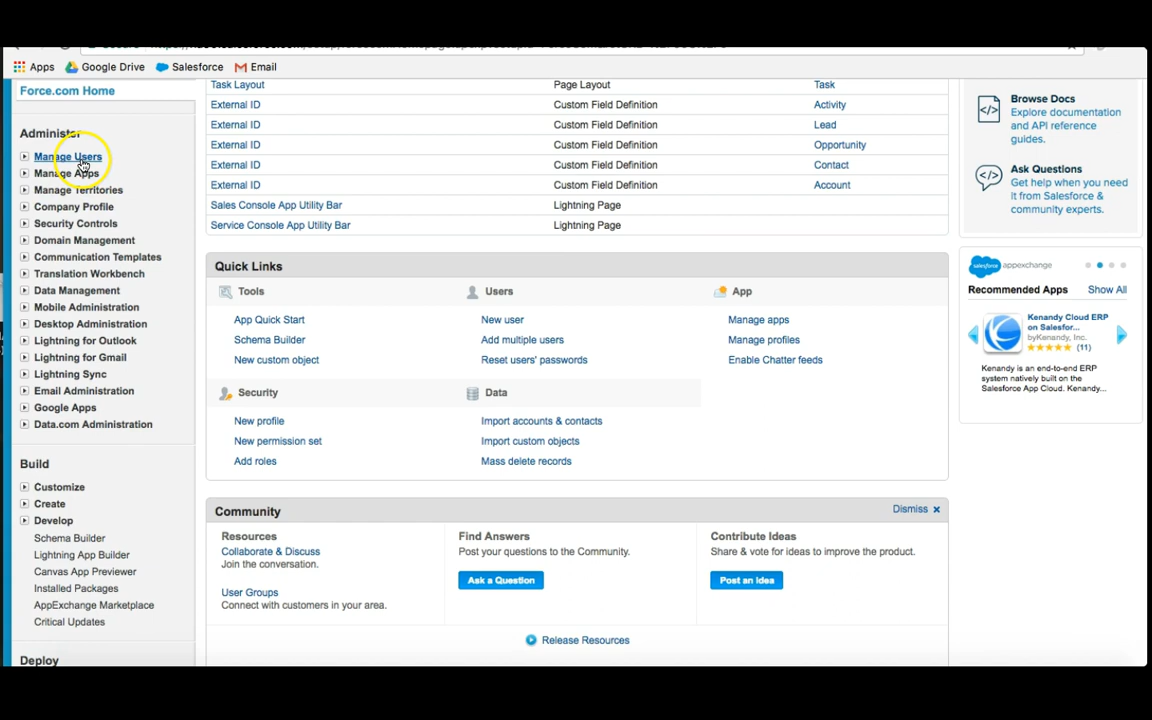 Apps Google Drive Salesforce Email
Force.com Home
Administer
Manage Users
Manage Apps
Manage Territories
Company Profile
Security Controls
Domain Management
Communication Templates
Translation Workbench
Data Management
Mobile Administration
Desktop Administration
Lightning for Outlook
Lightning for Gmail
Lightning Sync
Email Administration
Google Apps
Data.com Administration
Build
Customize
Create
Develop
Schema Builder
Lightning App Builder
Canvas App Previewer
Installed Packages
AppExchange Marketplace
Critical Updates
Deploy
Task Layout Page Layout Task
External ID Custom Field Definition Activity
External ID Custom Field Definition Lead
External ID Custom Field Definition Opportunity
External ID Custom Field Definition Contact
External ID Custom Field Definition Account
Sales Console App Utility Bar Lightning Page
Service Console App Utility Bar Lightning Page
Quick Links
Tools Users App
App Quick Start New user Manage apps
Schema Builder Add multiple users Manage profiles
New custom object Reset users' passwords Enable Chatter feeds
Security Data
New profile Import accounts & contacts
New permission set Import custom objects
Add roles Mass delete records
Community Dismiss x
Resources
Collaborate & Discuss
Join the conversation.
User Groups
Connect with customers in your area.
Find Answers
Post your questions to the Community.
Ask a Question
Contribute Ideas
Share & vote for ideas to improve the product.
Post an Idea
Release Resources
Browse Docs
Explore documentation
and API reference
guides.
Ask Questions
Get help when you need
it from Salesforce &
community experts.
salesforce appexchange
Recommended Apps Show All
Kenandy Cloud ERP
on Salesfor...
byKenandy, Inc.
(11)
Kenandy is an end-to-end ERP
system natively built on the
Salesforce App Cloud. Kenandy...